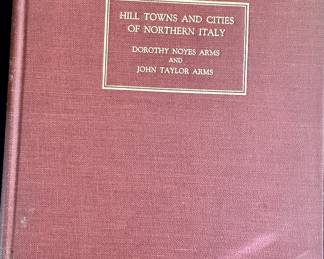 HILL TOWNS AND CITIES
OF NORTHERN ITALY
DOROTHY NOYES ARMS
AND
JOHN TAYLOR ARMS